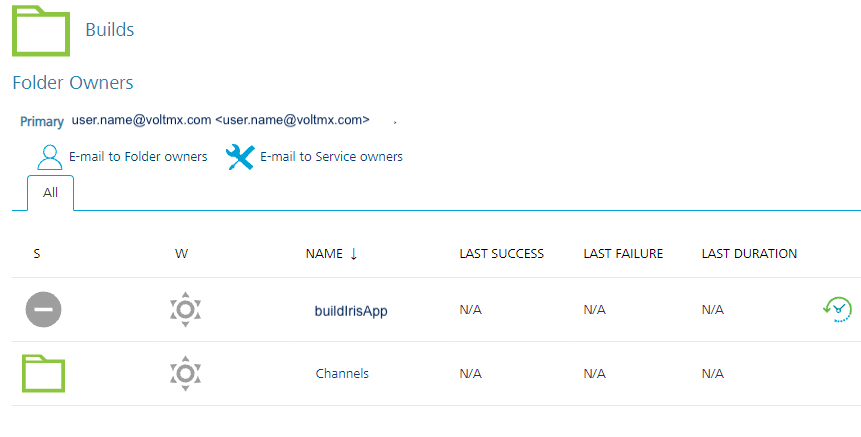 Builds
Folder Owners
Primary user.name@voltmx.com <user.name@voltmx.com> .
E-mail to Folder owners E-mail to Service owners
All
S W NAME ↓ LAST SUCCESS LAST FAILURE LAST DURATION
buildIrisApp N/A N/A N/A
Channels N/A N/A N/A